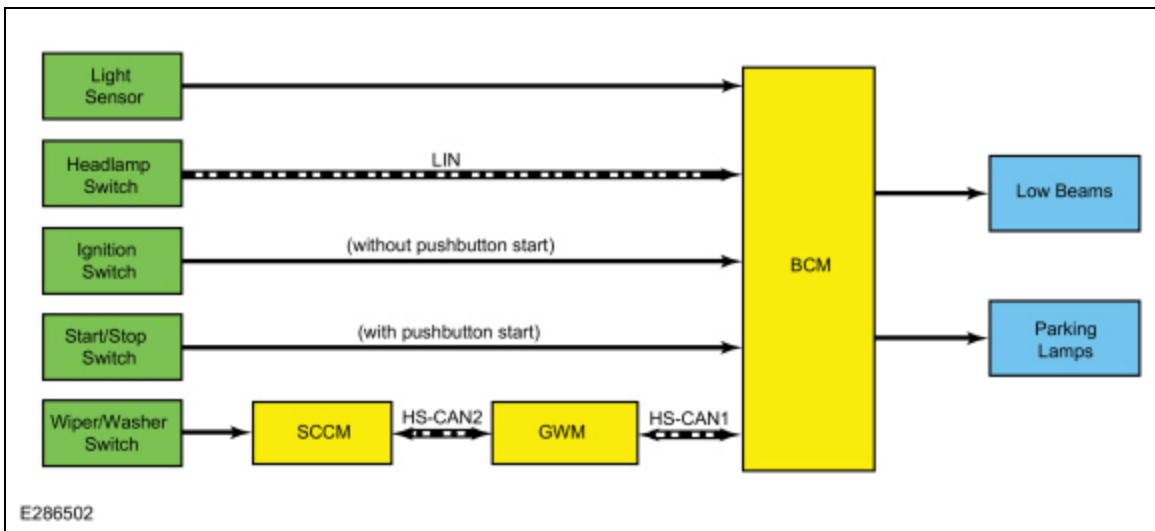 Light
Sensor
Headlamp
Switch
LIN
Ignition
Switch
(without pushbutton start)
Start/Stop
Switch
(with pushbutton start)
Wiper/Washer
Switch
SCCM
HS-CAN2
GWM
HS-CAN1
BCM
Low Beams
Parking
Lamps
E286502